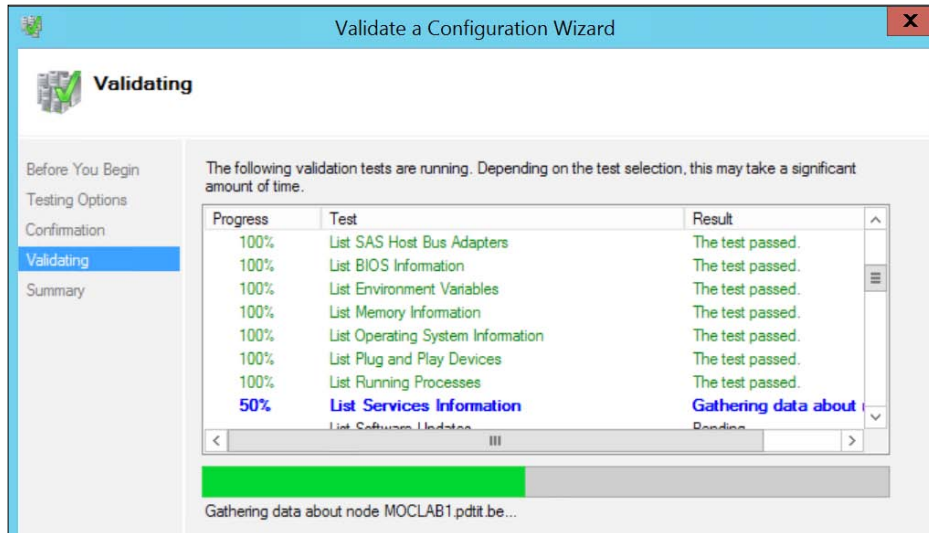 Validate a Configuration Wizard
X
Validating
Before You Begin
Testing Options
Confirmation
Validating
Summary
The following validation tests are running. Depending on the test selection, this may take a significant
amount of time.
Progress Test Result
100% List SAS Host Bus Adapters The test passed.
100% List BIOS Information The test passed.
100% List Environment Variables The test passed.
100% List Memory Information The test passed.
100% List Operating System Information The test passed.
100% List Plug and Play Devices The test passed.
100% List Running Processes The test passed.
50% List Services Information Gathering data about
List Software Updates Pending
Gathering data about node MOCLAB1.pdtit.be...